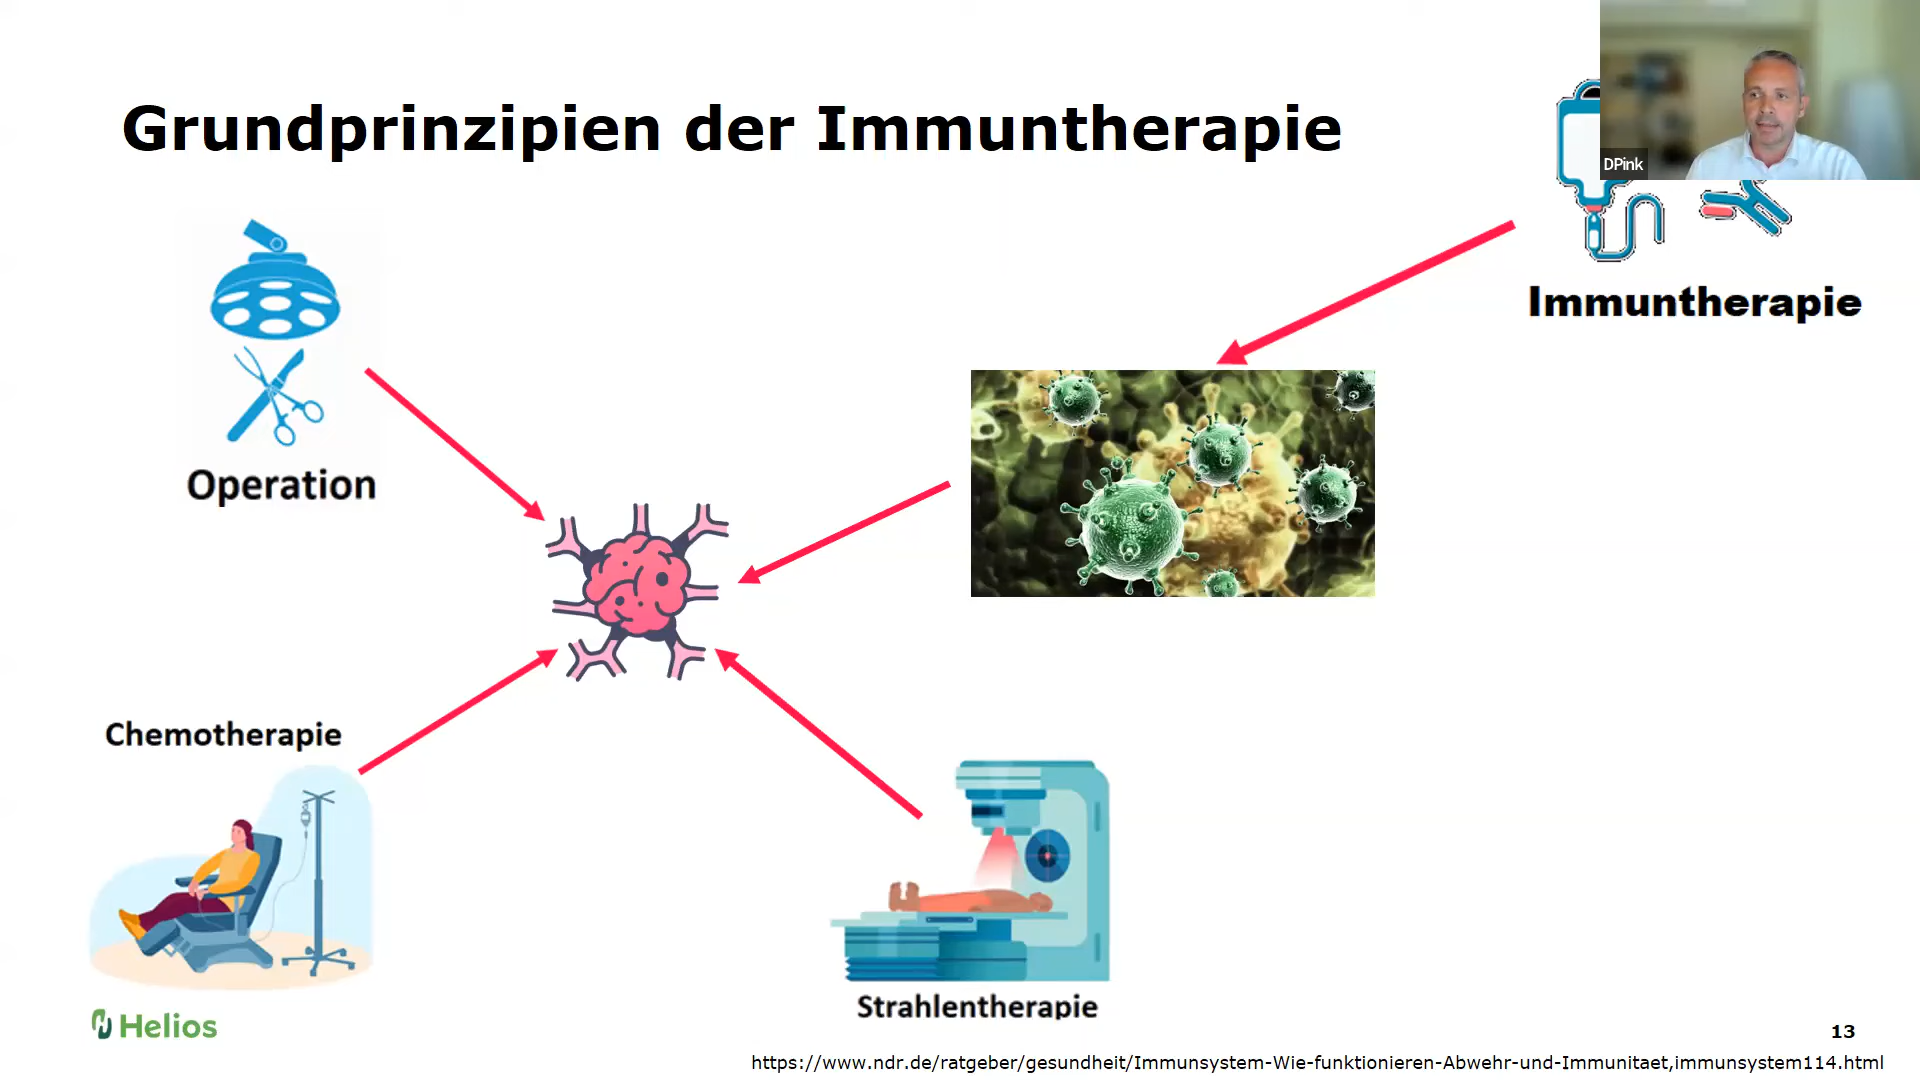 Grundprinzipien der Immuntherapie
DPink
Immuntherapie
Operation
Chemotherapie
Strahlentherapie
Helios
13
https://www.ndr.de/ratgeber/gesundheit/Immunsystem-Wie-funktionieren-Abwehr-und-Immunitaet,immunsystem114.html